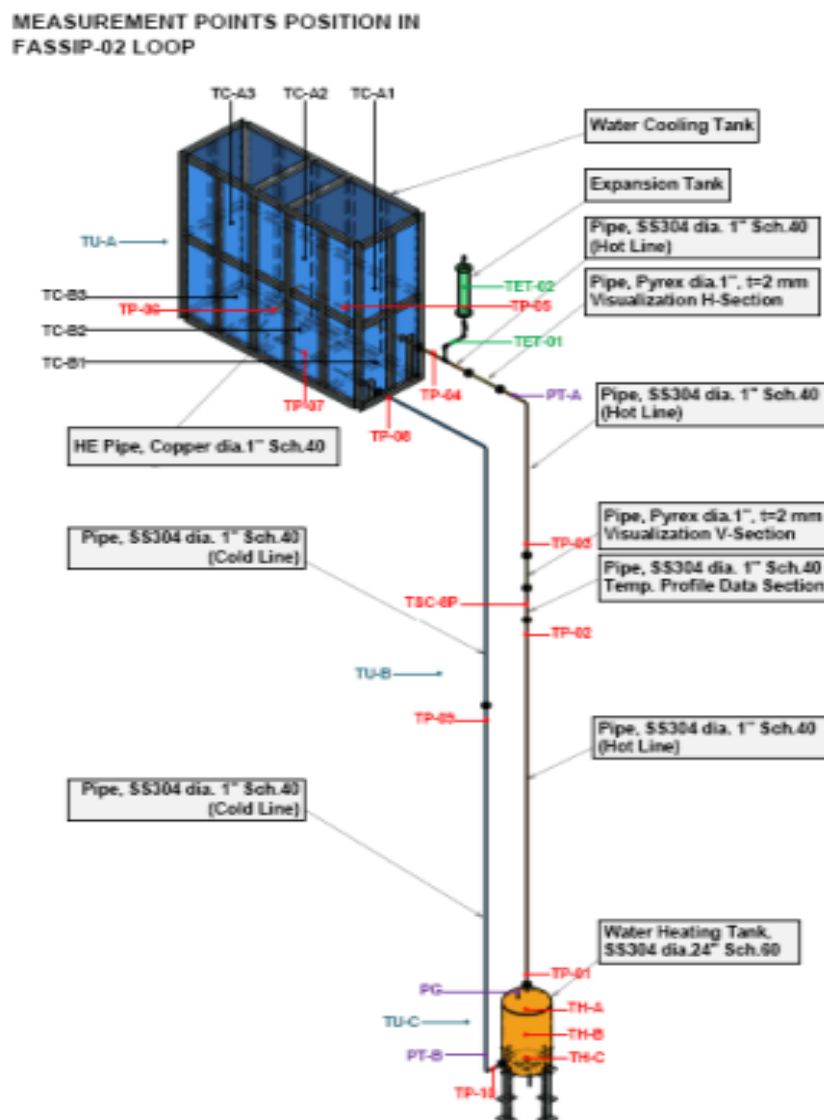 MEASUREMENT POINTS POSITION IN
FASSIP-02 LOOP
TC-A3
TC-A2
TC-A1
Water Cooling Tank
Expansion Tank
Pipe, SS304 dia. 1" Sch.40
(Hot Line)
TU-A
TET-02
Pipe, Pyrex dia.1", t=2 mm
Visualization H-Section
TC-B3
TP-06
TP-05
TC-B2
TET-01
TC-B1
TP-04
PT-A
Pipe, SS304 dia. 1" Sch.40
(Hot Line)
TP-07
TP-08
HE Pipe, Copper dia.1" Sch.40
Pipe, SS304 dia. 1" Sch.40
(Cold Line)
TP-03
Pipe, Pyrex dia.1", t=2 mm
Visualization V-Section
Pipe, SS304 dia. 1" Sch.40
Temp. Profile Data Section
TSC-8P
TP-02
TU-B
TP-09
Pipe, SS304 dia. 1" Sch.40
(Hot Line)
Pipe, SS304 dia. 1" Sch.40
(Cold Line)
Water Heating Tank,
SS304 dia.24" Sch.60
TP-01
PG
TH-A
TU-C
TH-B
PT-B
TH-C
TP-10